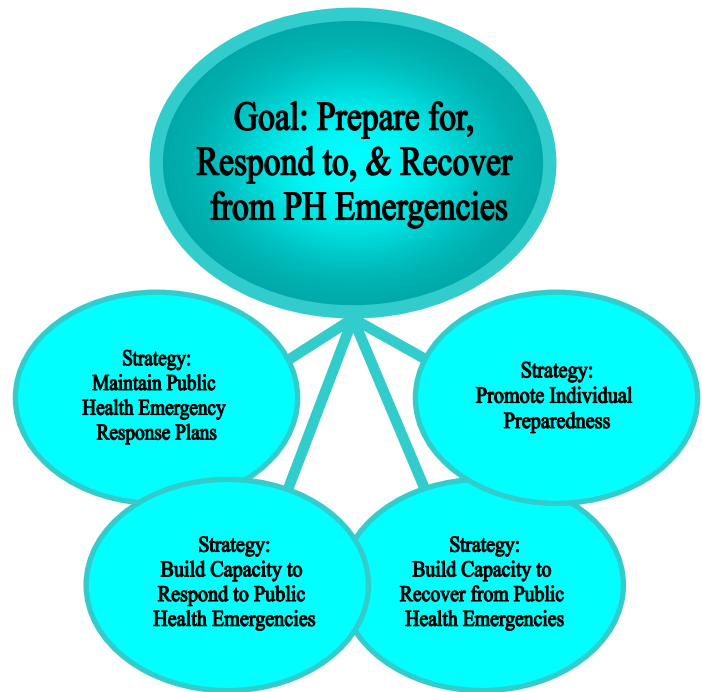 Goal: Prepare for,
Respond to, & Recover
from PH Emergencies
Strategy:
Maintain Public
Health Emergency
Response Plans
Strategy:
Promote Individual
Preparedness
Strategy:
Build Capacity to
Respond to Public
Health Emergencies
Strategy:
Build Capacity to
Recover from Public
Health Emergencies